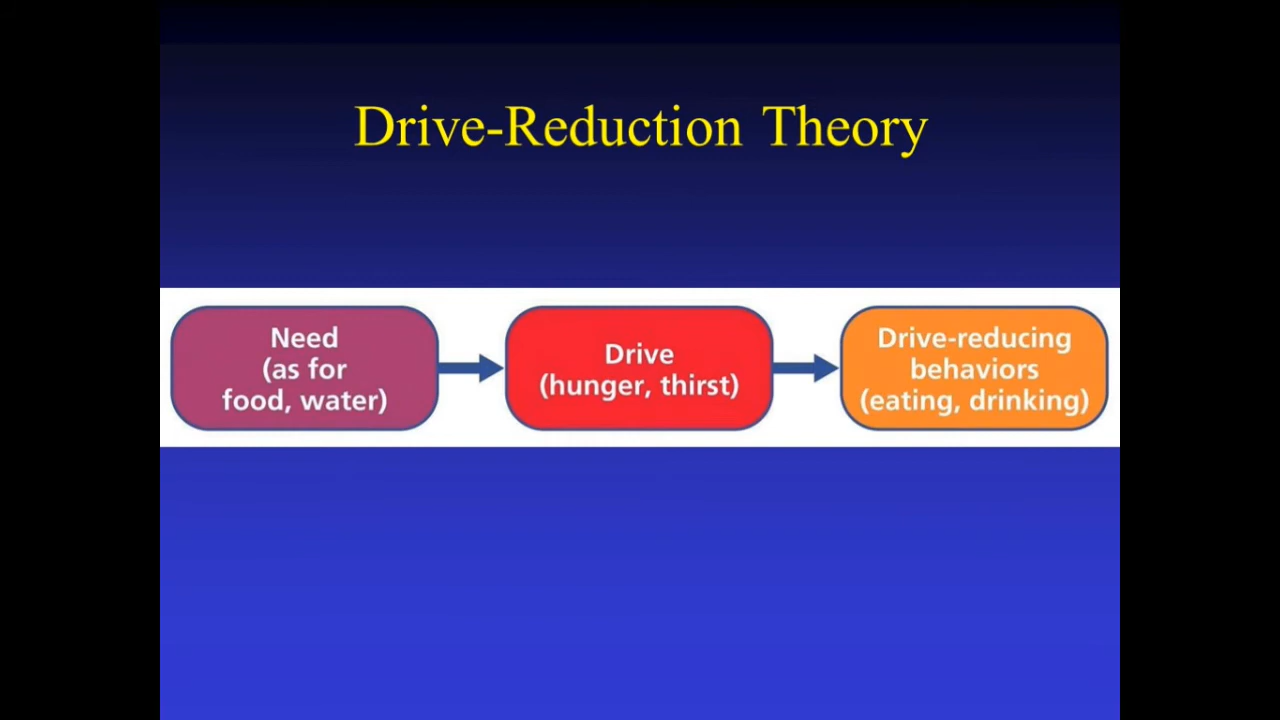 Drive-Reduction Theory
Need
(as for
food, water)
Drive
(hunger, thirst)
Drive-reducing
behaviors
(eating, drinking)